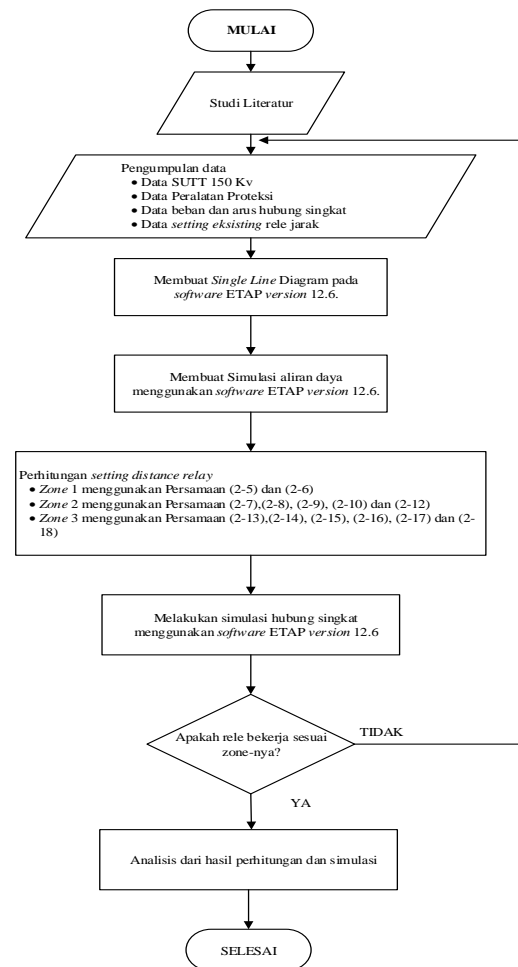 MULAI
Studi Literatur
Pengumpulan data
• Data SUTT 150 Kv
• Data Peralatan Proteksi
• Data beban dan arus hubung singkat
• Data setting eksisting rele jarak
Membuat Single Line Diagram pada
software ETAP version 12.6.
Membuat Simulasi aliran daya
menggunakan software ETAP version 12.6.
Perhitungan setting distance relay
• Zone 1 menggunakan Persamaan (2-5) dan (2-6)
• Zone 2 menggunakan Persamaan (2-7),(2-8), (2-9), (2-10) dan (2-12)
• Zone 3 menggunakan Persamaan (2-13),(2-14), (2-15), (2-16), (2-17) dan (2-
18)
Melakukan simulasi hubung singkat
menggunakan software ETAP version 12.6
Apakah rele bekerja sesuai
zone-nya?
TIDAK
YA
Analisis dari hasil perhitungan dan simulasi
SELESAI